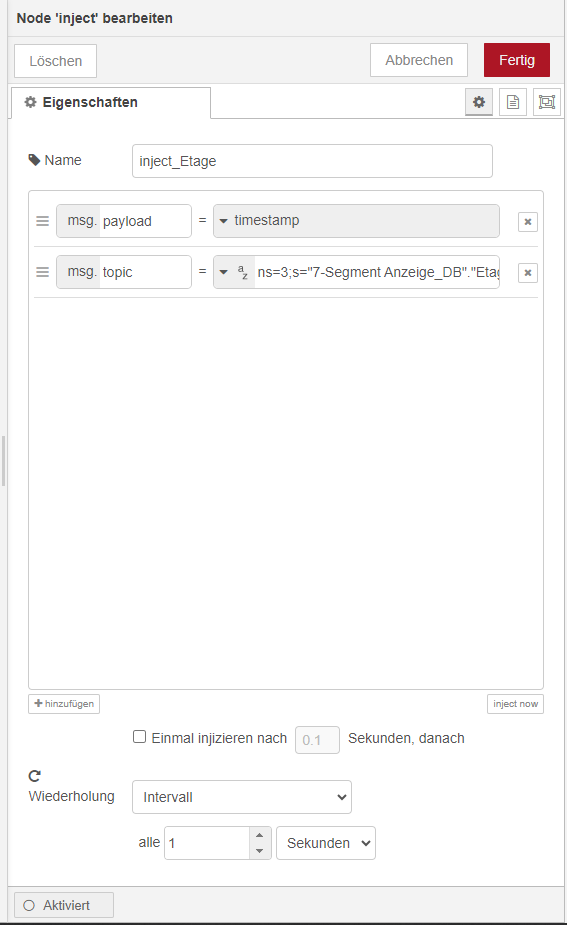 Node 'inject' bearbeiten
Löschen Abbrechen Fertig
Eigenschaften
Name inject_Etage
msg. payload = timestamp
msg. topic = az ns=3;s="7-Segment Anzeige_DB"."Etag
hinzufügen inject now
Einmal injizieren nach 0.1 Sekunden, danach
Wiederholung Intervall
alle 1 Sekunden
Aktiviert